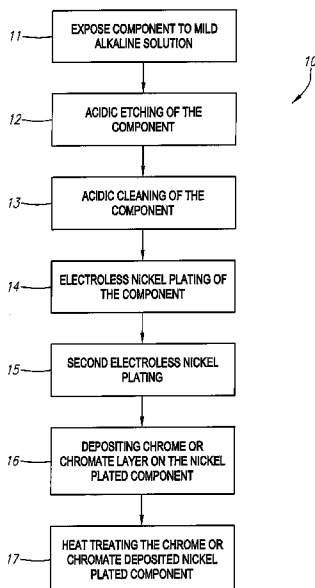 11
EXPOSE COMPONENT TO MILD
ALKALINE SOLUTION
10
12
ACIDIC ETCHING OF THE
COMPONENT
13
ACIDIC CLEANING OF THE
COMPONENT
14
ELECTROLESS NICKEL PLATING OF
THE COMPONENT
15
SECOND ELECTROLESS NICKEL
PLATING
16
DEPOSITING CHROME OR
CHROMATE LAYER ON THE NICKEL
PLATED COMPONENT
17
HEAT TREATING THE CHROME OR
CHROMATE DEPOSITED NICKEL
PLATED COMPONENT